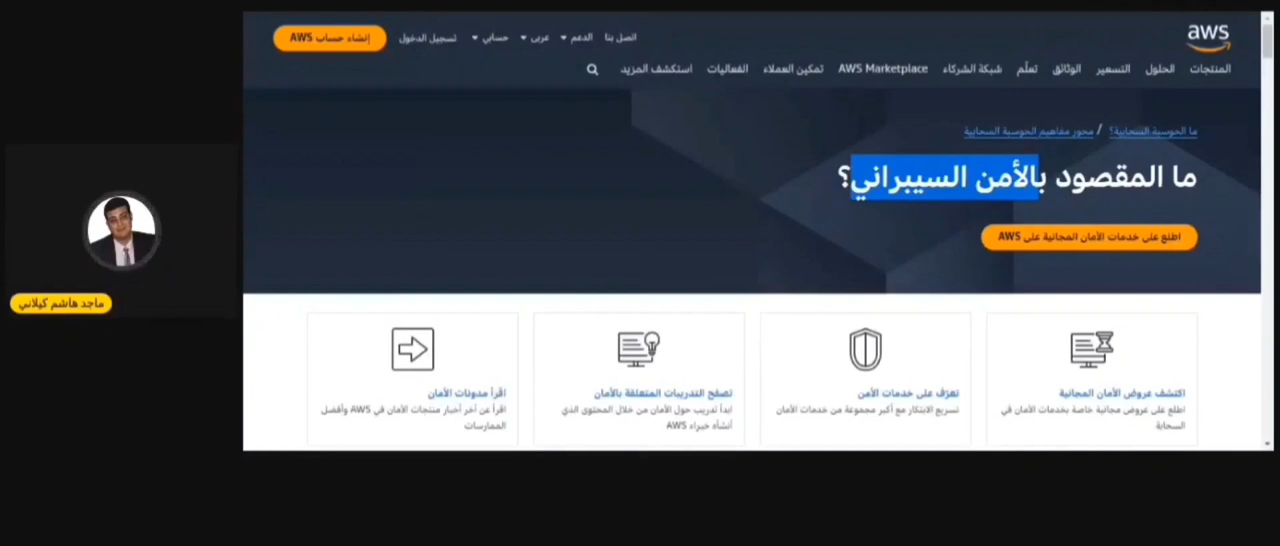 aws
اتصل بنا
الدعم
عربي
حسابي
تسجيل الدخول
إنشاء حساب AWS
المنتجات
الحلول
التسعير
الوثائق
تعلّم
شبكة الشركاء
AWS Marketplace
تمكين العملاء
الفعاليات
استكشف المزيد
ما الحوسبة السحابية؟ / محور مفاهيم الحوسبة السحابية
ما المقصود بالأمن السيبراني؟
اطلع على خدمات الأمان المجانية على AWS
اكتشف عروض الأمان المجانية
اطلع على عروض مجانية خاصة بخدمات الأمان في
السحابة
تعرّف على خدمات الأمن
تسريع الابتكار مع أكبر مجموعة من خدمات الأمان
تصفح التدريبات المتعلقة بالأمان
ابدأ تدريب حول الأمان من خلال المحتوى الذي
أنشأه خبراء AWS
اقرأ مدونات الأمان
اقرأ عن آخر أخبار منتجات الأمان في AWS وأفضل
الممارسات
ماجد هاشم كيلاني